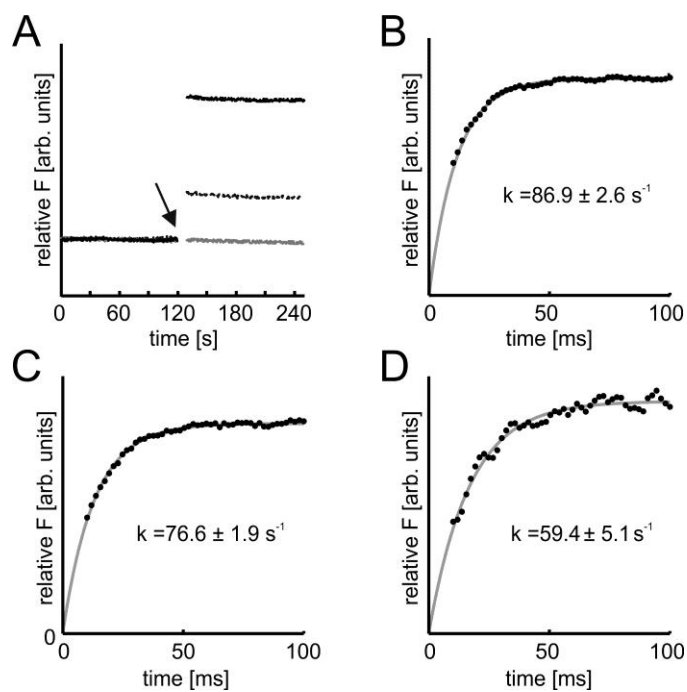 A
relative F [arb. units]
0 60 120 180 240
time [s]
B
relative F [arb. units]
k =86.9 ± 2.6 s⁻¹
0 50 100
time [ms]
C
relative F [arb. units]
k =76.6 ± 1.9 s⁻¹
0
0 50 100
time [ms]
D
relative F [arb. units]
k =59.4 ± 5.1 s⁻¹
0 50 100
time [ms]